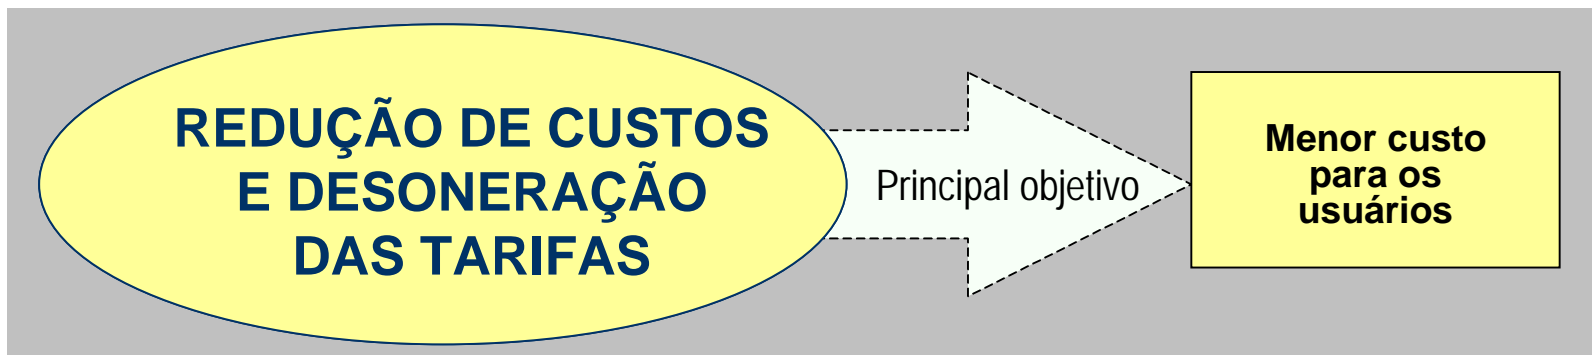 REDUÇÃO DE CUSTOS
E DESONERAÇÃO
DAS TARIFAS
Principal objetivo
Menor custo
para os
usuários